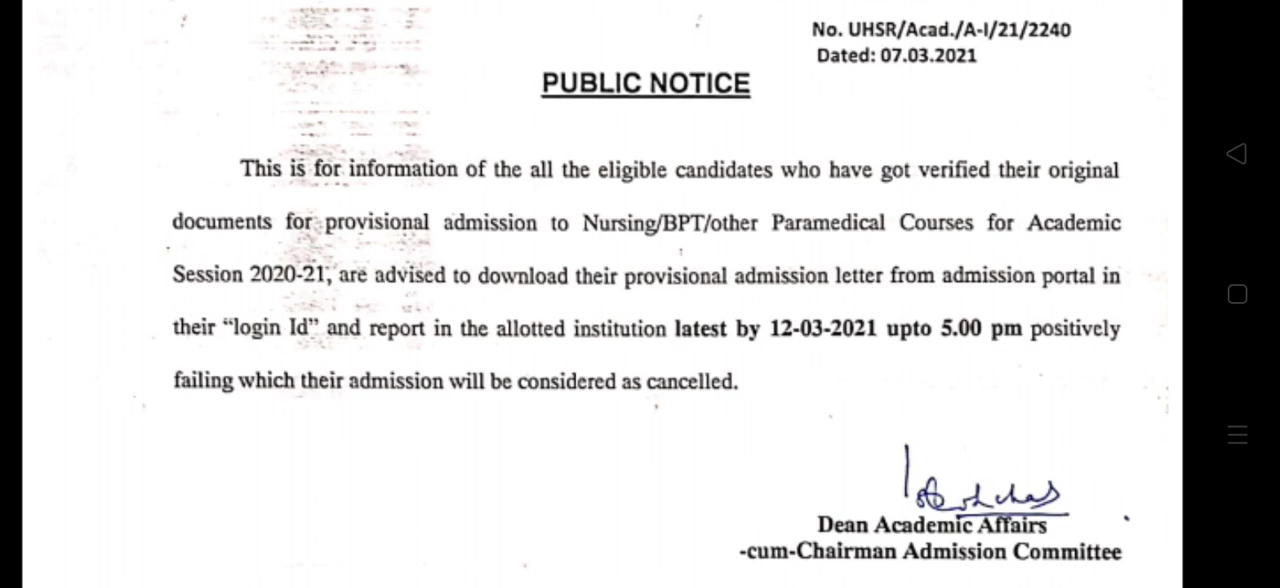 No. UHSR/Acad./A-I/21/2240
Dated: 07.03.2021
PUBLIC NOTICE
This is for information of the all the eligible candidates who have got verified their original
documents for provisional admission to Nursing/BPT/other Paramedical Courses for Academic
Session 2020-21, are advised to download their provisional admission letter from admission portal in
their “login Id” and report in the allotted institution latest by 12-03-2021 upto 5.00 pm positively
failing which their admission will be considered as cancelled.
Dean Academic Affairs
-cum-Chairman Admission Committee